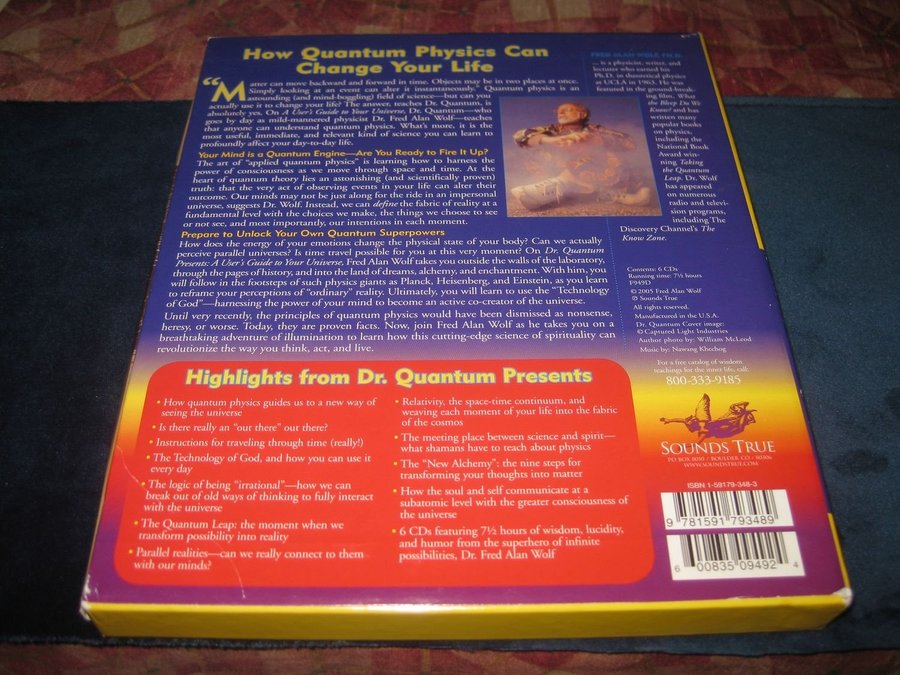 How Quantum Physics Can
Change Your Life
“Matter can move backward and forward in time. Objects may be in two places at once.
Simply looking at an event can alter it instantaneously.” Quantum physics is an
astounding (and mind-boggling) field of science—but can you
actually use it to change your life? The answer, teaches Dr. Quantum, is
absolutely yes. On A User's Guide to Your Universe, Dr. Quantum—who
goes by day as mild-mannered physicist Dr. Fred Alan Wolf—teaches
that anyone can understand quantum physics. What's more, it is the
most useful, immediate, and relevant kind of science you can learn to
profoundly affect your day-to-day life.
Your Mind is a Quantum Engine—Are You Ready to Fire It Up?
The art of “applied quantum physics” is learning how to harness the
power of consciousness as we move through space and time. At the
heart of quantum theory lies an astonishing (and scientifically proven)
truth: that the very act of observing events in your life can alter their
outcome. Our minds may not be just along for the ride in an impersonal
universe, suggests Dr. Wolf. Instead, we can define the fabric of reality at a
fundamental level with the choices we make, the things we choose to see
or not see, and most importantly, our intentions in each moment.
Prepare to Unlock Your Own Quantum Superpowers
How does the energy of your emotions change the physical state of your body? Can we actually
perceive parallel universes? Is time travel possible for you at this very moment? On Dr. Quantum
Presents: A User's Guide to Your Universe, Fred Alan Wolf takes you outside the walls of the laboratory,
through the pages of history, and into the land of dreams, alchemy, and enchantment. With him, you
will follow in the footsteps of such physics giants as Planck, Heisenberg, and Einstein, as you learn
to reframe your perceptions of “ordinary” reality. Ultimately, you will learn to use the “Technology
of God”—harnessing the power of your mind to become an active co-creator of the universe.
Until very recently, the principles of quantum physics would have been dismissed as nonsense,
heresy, or worse. Today, they are proven facts. Now, join Fred Alan Wolf as he takes you on a
breathtaking adventure of illumination to learn how this cutting-edge science of spirituality can
revolutionize the way you think, act, and live.
FRED ALAN WOLF, PH.D.
... is a physicist, writer, and
lecturer who earned his
Ph.D. in theoretical physics
at UCLA in 1963. He was
featured in the ground-break-
ing film, What
the Bleep Do We
Know? and has
written many
popular books
on physics,
including the
National Book
Award win-
ning Taking
the Quantum
Leap. Dr. Wolf
has appeared
on numerous
radio and televi-
sion programs,
including The
Discovery Channel's The
Know Zone.
Contents: 6 CDs
Running time: 7½ hours
F949D
© 2005 Fred Alan Wolf
℗ Sounds True
All rights reserved.
Manufactured in the U.S.A.
Dr. Quantum Cover image:
© Captured Light Industries
Author photo by: William McLeod
Music by: Nawang Khechog
For a free catalog of wisdom
teachings for the inner life, call:
800-333-9185
SOUNDS TRUE
PO BOX 8010 / BOULDER, CO / 80306
WWW.SOUNDSTRUE.COM
ISBN 1-59179-348-3
9 781591 793489
6 00835 09492 4
Highlights from Dr. Quantum Presents
• How quantum physics guides us to a new way of
seeing the universe
• Is there really an “out there” out there?
• Instructions for traveling through time (really!)
• The Technology of God, and how you can use it
every day
• The logic of being “irrational”—how we can
break out of old ways of thinking to fully interact
with the universe
• The Quantum Leap: the moment when we
transform possibility into reality
• Parallel realities—can we really connect to them
with our minds?
• Relativity, the space-time continuum, and
weaving each moment of your life into the fabric
of the cosmos
• The meeting place between science and spirit—
what shamans have to teach about physics
• The “New Alchemy”: the nine steps for
transforming your thoughts into matter
• How the soul and self communicate at a
subatomic level with the greater consciousness of
the universe
• 6 CDs featuring 7½ hours of wisdom, lucidity,
and humor from the superhero of infinite
possibilities, Dr. Fred Alan Wolf